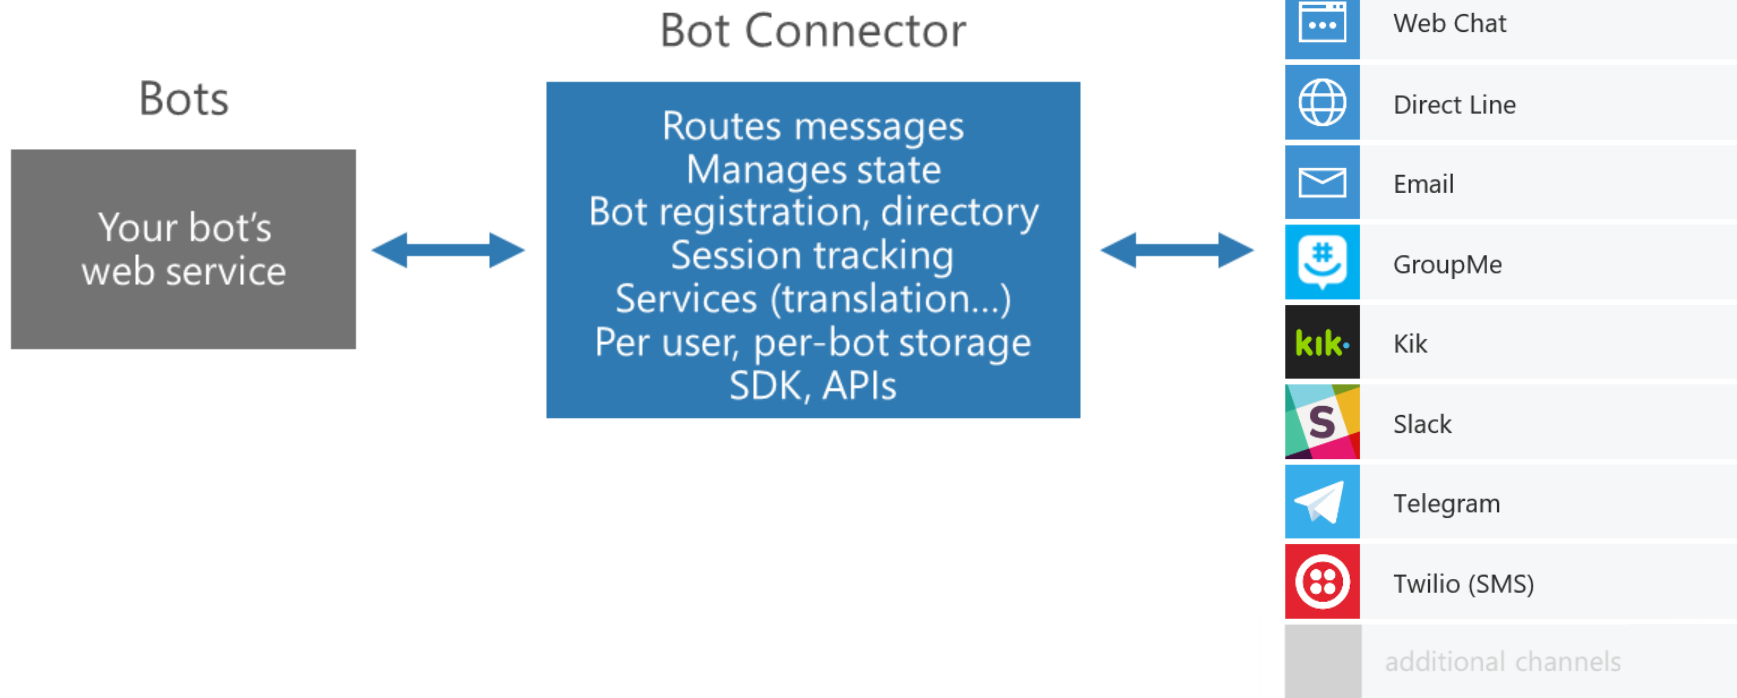 Bots
Your bot's
web service
Bot Connector
Routes messages
Manages state
Bot registration, directory
Session tracking
Services (translation...)
Per user, per-bot storage
SDK, APIs
Web Chat
Direct Line
Email
#
GroupMe
kik·
Kik
S
Slack
Telegram
Twilio (SMS)
additional channels